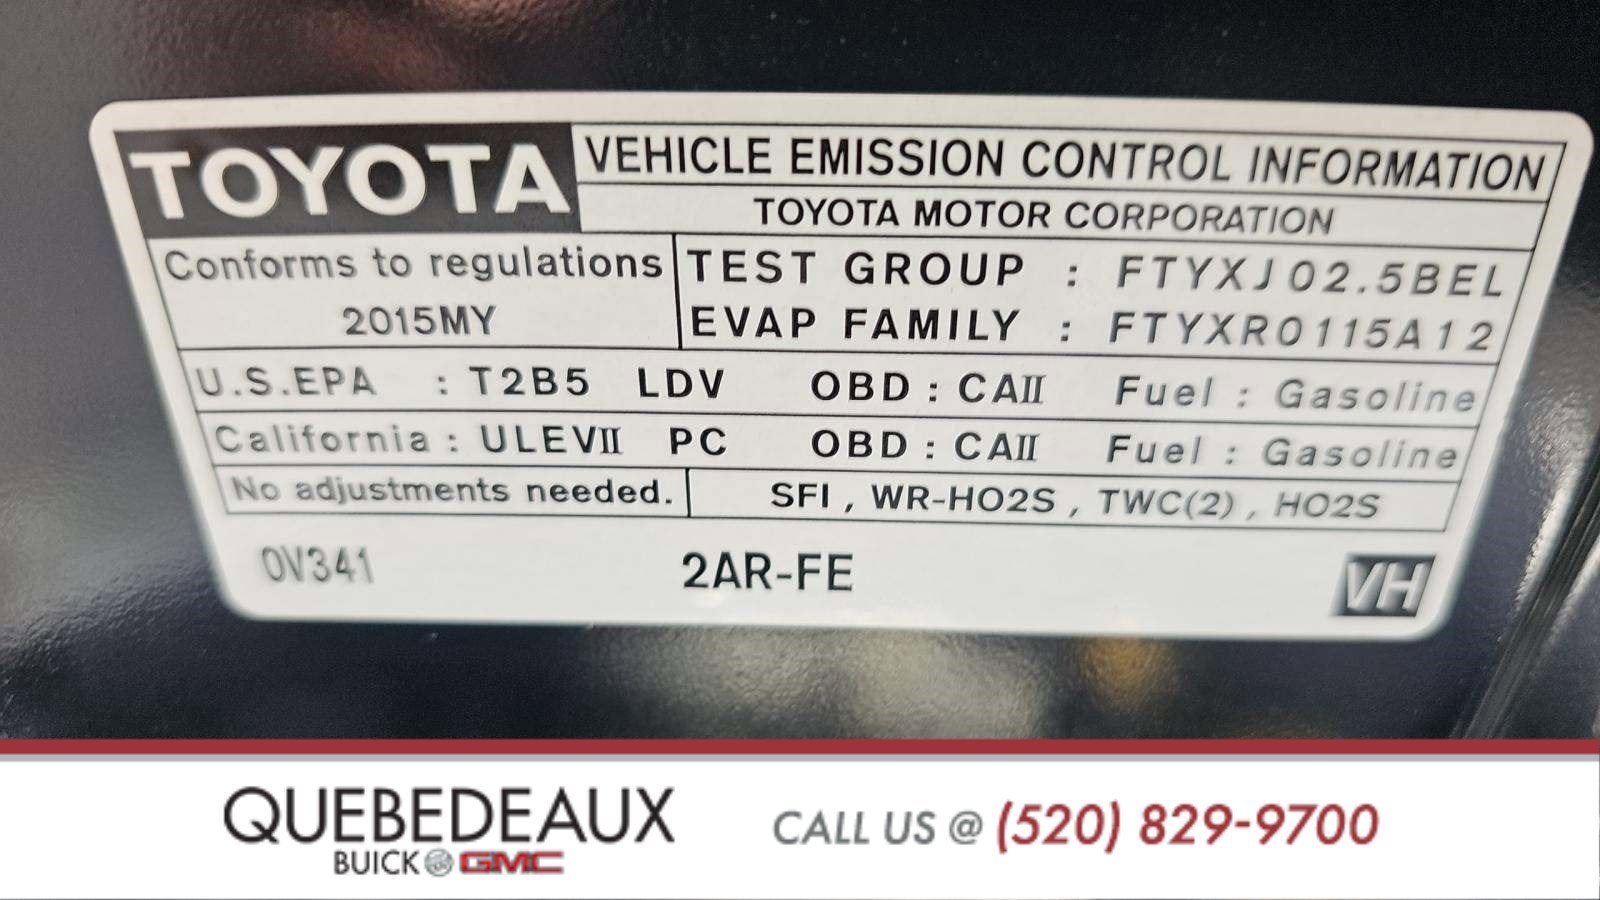 TOYOTA
VEHICLE EMISSION CONTROL INFORMATION
TOYOTA MOTOR CORPORATION
Conforms to regulations
2015MY
TEST GROUP : FTYXJ02.5BEL
EVAP FAMILY : FTYXR0115A12
U.S.EPA : T2B5 LDV OBD : CAII Fuel : Gasoline
California : ULEVII PC OBD : CAII Fuel : Gasoline
No adjustments needed.
SFI , WR-HO2S , TWC(2) , HO2S
0V341
2AR-FE
VH
QUEBEDEAUX
BUICK GMC
CALL US @ (520) 829-9700